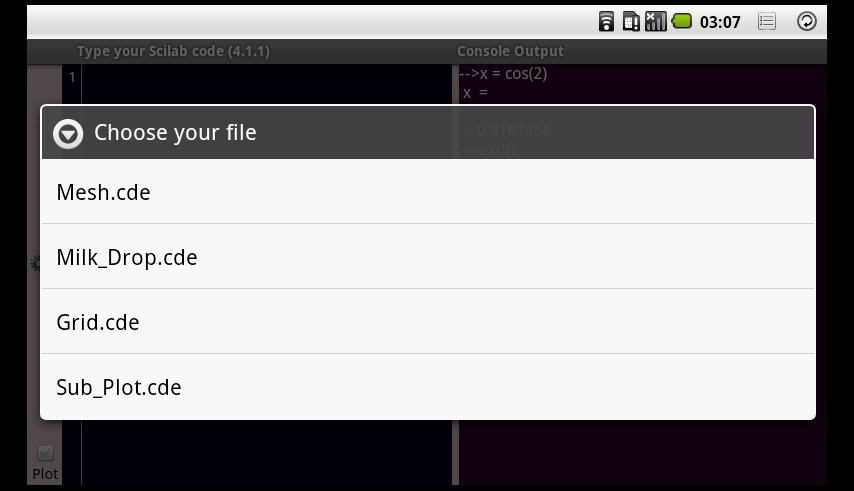 03:07
Type your Scilab code (4.1.1)
Console Output
1
-->x = cos(2)
x =
- 0.4161468
-->exit();
Choose your file
Mesh.cde
Milk_Drop.cde
Grid.cde
Sub_Plot.cde
Plot